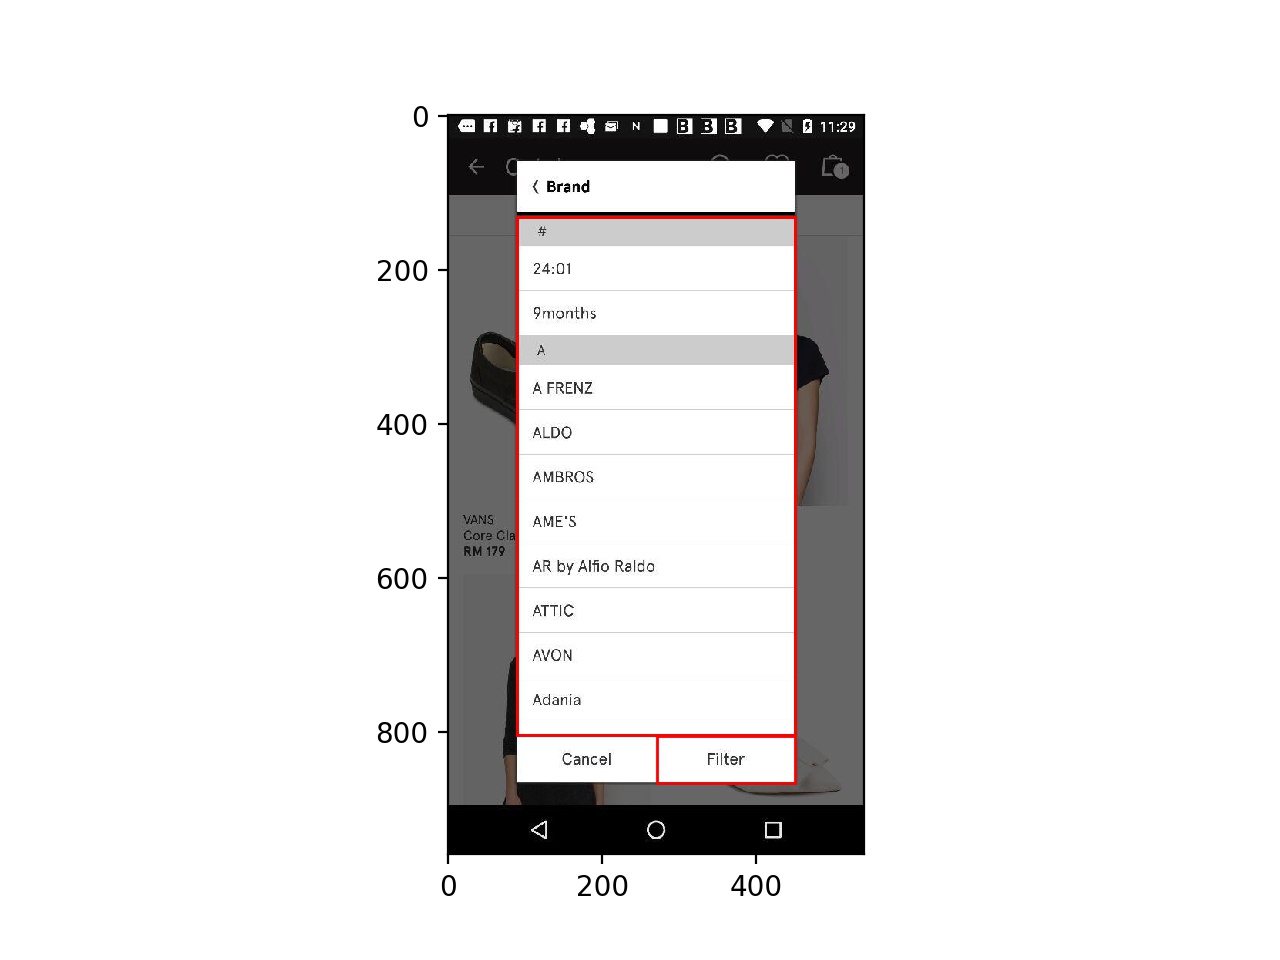 0
11:29
‹ Brand
#
24:01
200
9months
A
A FRENZ
400
ALDO
AMBROS
VANS
AME'S
Core Cla
RM 179
AR by Alfio Raldo
600
ATTIC
AVON
Adania
800
Cancel
Filter
0
200
400